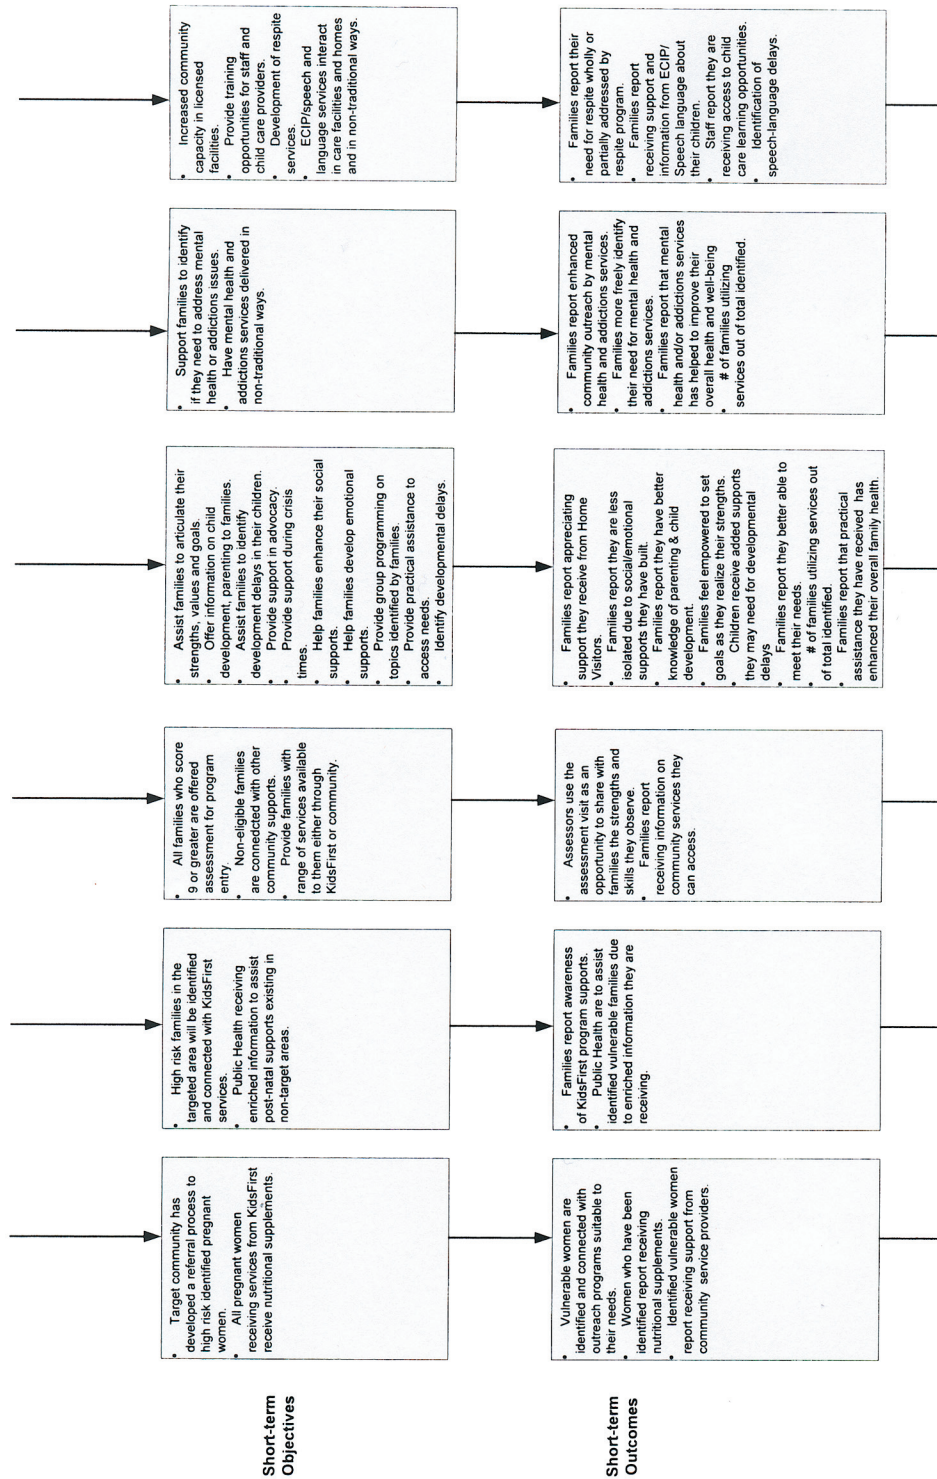 Short-term
Objectives
• Target community has
developed a referral process to
high risk identified pregnant
women.
• All pregnant women
receiving services from KidsFirst
receive nutritional supplements.
• High risk families in the
targeted area will be identified
and connected with KidsFirst
services.
• Public Health receiving
enriched information to assist
post-natal supports existing in
non-target areas.
• All families who score
9 or greater are offered
assessment for program
entry.
• Non-eligible families
are connedcted with other
community supports.
• Provide families with
range of services available
to them either through
KidsFirst or community.
• Assist families to articulate their
strengths, values and goals.
• Offer information on child
development, parenting to families.
• Assist families to identify
development delays in their children.
• Provide support in advocacy.
• Provide support during crisis
times.
• Help families enhance their social
supports.
• Help families develop emotional
supports.
• Provide group programming on
topics identified by families.
• Provide practical assistance to
access needs.
• Identify developmental delays.
• Support families to identify
if they need to address mental
health or addictions issues.
• Have mental health and
addictions services delivered in
non-traditional ways.
• Increased community
capacity in licensed
facilities.
• Provide training
opportunities for staff and
child care providers.
• Development of respite
services.
• ECIP/speech and
language services interact
in care facilities and homes
and in non-traditional ways.
Short-term
Outcomes
• Vulnerable women are
identified and connected with
outreach programs suitable to
their needs.
• Women who have been
identified report receiving
nutritional supplements.
• Identified vulnerable women
report receiving support from
community service providers.
• Families report awareness
of KidsFirst program supports.
• Public Health are to assist
identified vulnerable families due
to enriched information they are
receiving.
• Assessors use the
assessment visit as an
opportunity to share with
families the strengths and
skills they observe.
• Families report
receiving information on
community services they
can access.
• Families report appreciating
support they receive from Home
Visitors.
• Families report they are less
isolated due to social/emotional
supports they have built.
• Families report they have better
knowledge of parenting & child
development.
• Families feel empowered to set
goals as they realize their strengths.
• Children receive added supports
they may need for developmental
delays
• Families report they better able to
meet their needs.
• # of families utilizing services out
of total identified.
• Families report that practical
assistance they have received has
enhanced their overall family health.
• Families report enhanced
community outreach by mental
health and addictions services.
• Families more freely identify
their need for mental health and
addictions services.
• Families report that mental
health and/or addictions services
has helped to improve their
overall health and well-being
• # of families utilizing
services out of total identified.
• Families report their
need for respite wholly or
partially addressed by
respite program.
• Families report
receiving support and
information from ECIP/
Speech language about
their children.
• Staff report they are
receiving access to child
care learning opportunities.
• Identification of
speech-language delays.